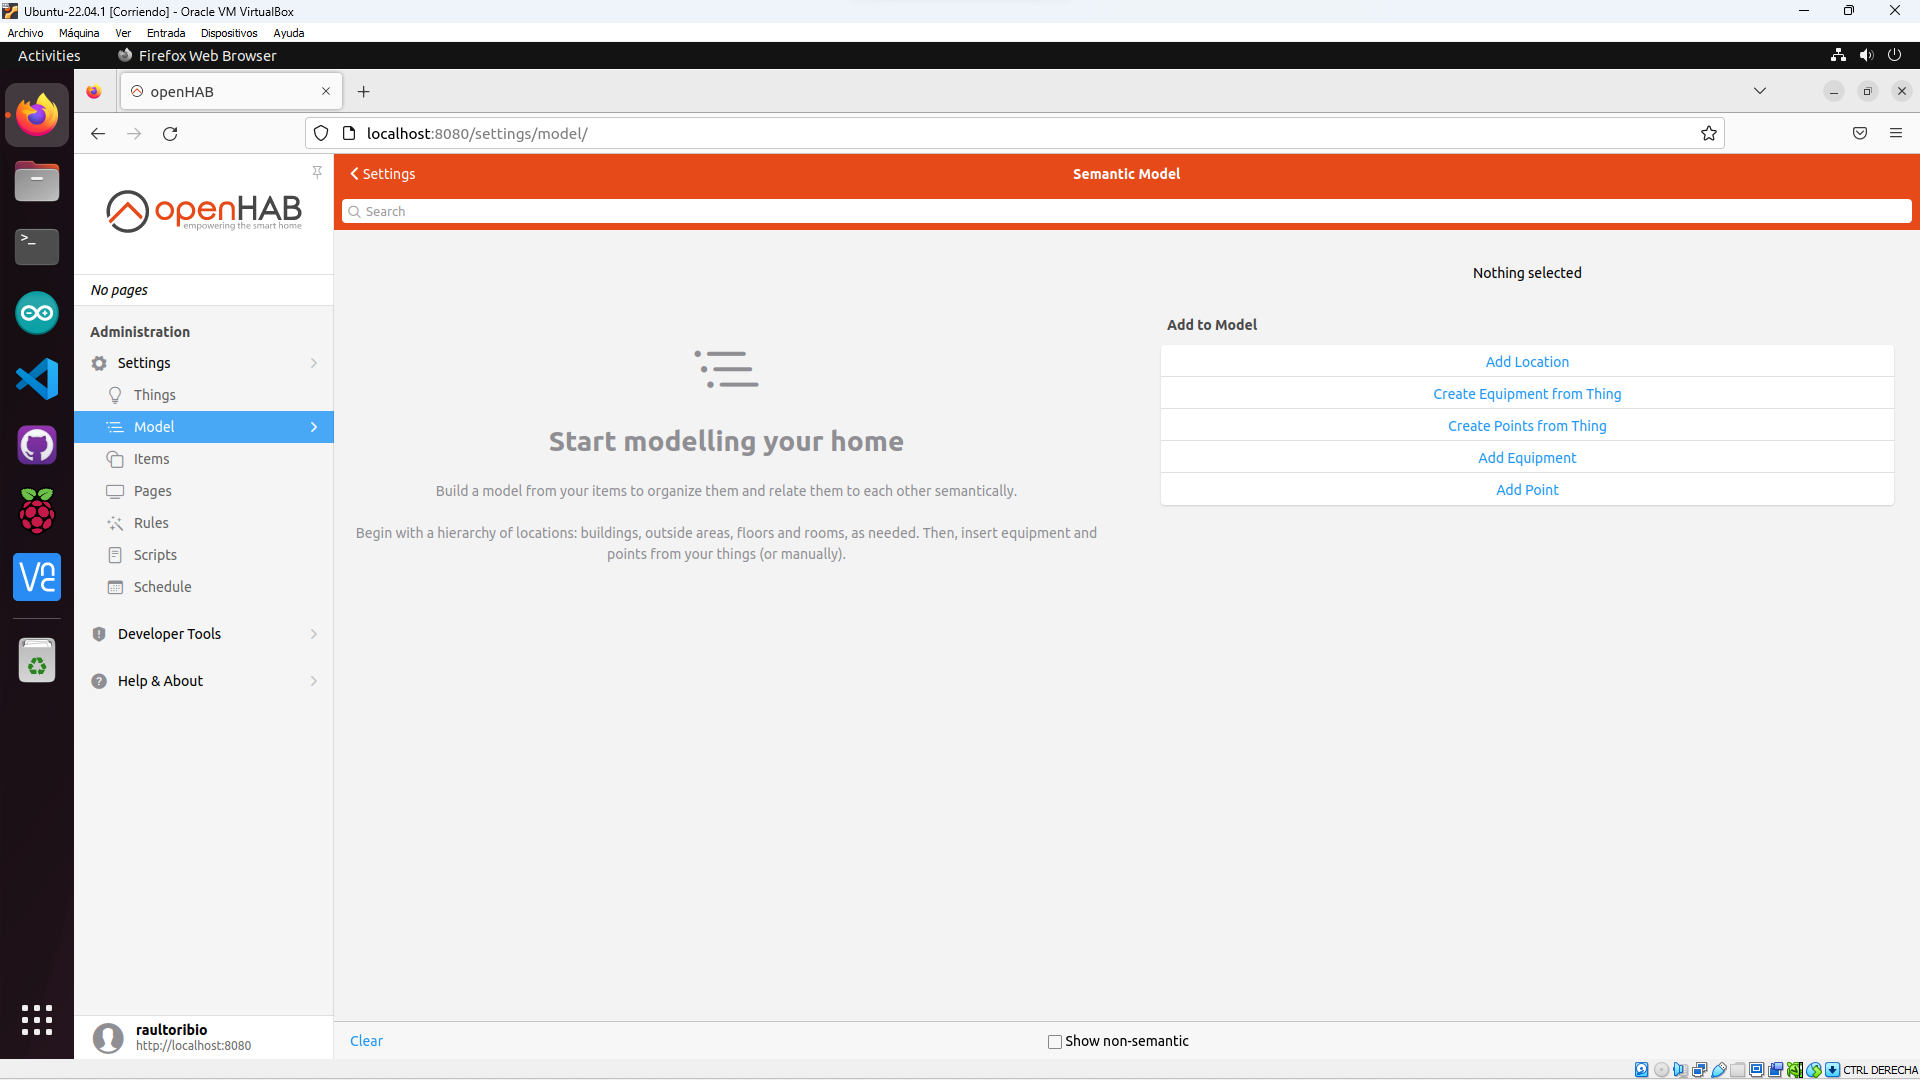 Ubuntu-22.04.1 [Corriendo] - Oracle VM VirtualBox
Archivo Máquina Ver Entrada Dispositivos Ayuda
Activities Firefox Web Browser
openHAB
localhost:8080/settings/model/
openHAB
empowering the smart home
No pages
Administration
Settings
Things
Model
Items
Pages
Rules
Scripts
Schedule
Developer Tools
Help & About
raultoribio
http://localhost:8080
Settings
Semantic Model
Search
Start modelling your home
Build a model from your items to organize them and relate them to each other semantically.
Begin with a hierarchy of locations: buildings, outside areas, floors and rooms, as needed. Then, insert equipment and
points from your things (or manually).
Nothing selected
Add to Model
Add Location
Create Equipment from Thing
Create Points from Thing
Add Equipment
Add Point
Clear
Show non-semantic
CTRL DERECHA